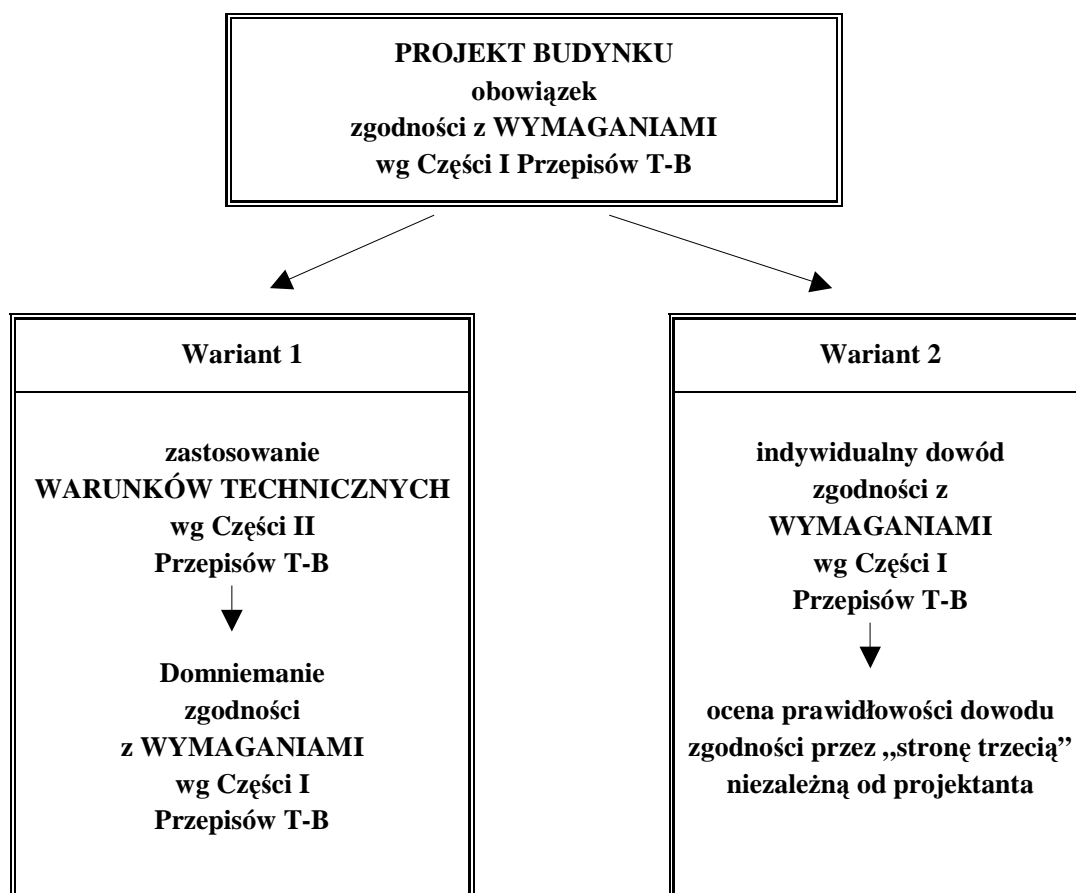 PROJEKT BUDYNKU
obowiązek
zgodności z WYMAGANIAMI
wg Części I Przepisów T-B
Wariant 1
zastosowanie
WARUNKÓW TECHNICZNYCH
wg Części II
Przepisów T-B
Domniemanie
zgodności
z WYMAGANIAMI
wg Części I
Przepisów T-B
Wariant 2
indywidualny dowód
zgodności z
WYMAGANIAMI
wg Części I
Przepisów T-B
ocena prawidłowości dowodu
zgodności przez „stronę trzecią”
niezależną od projektanta